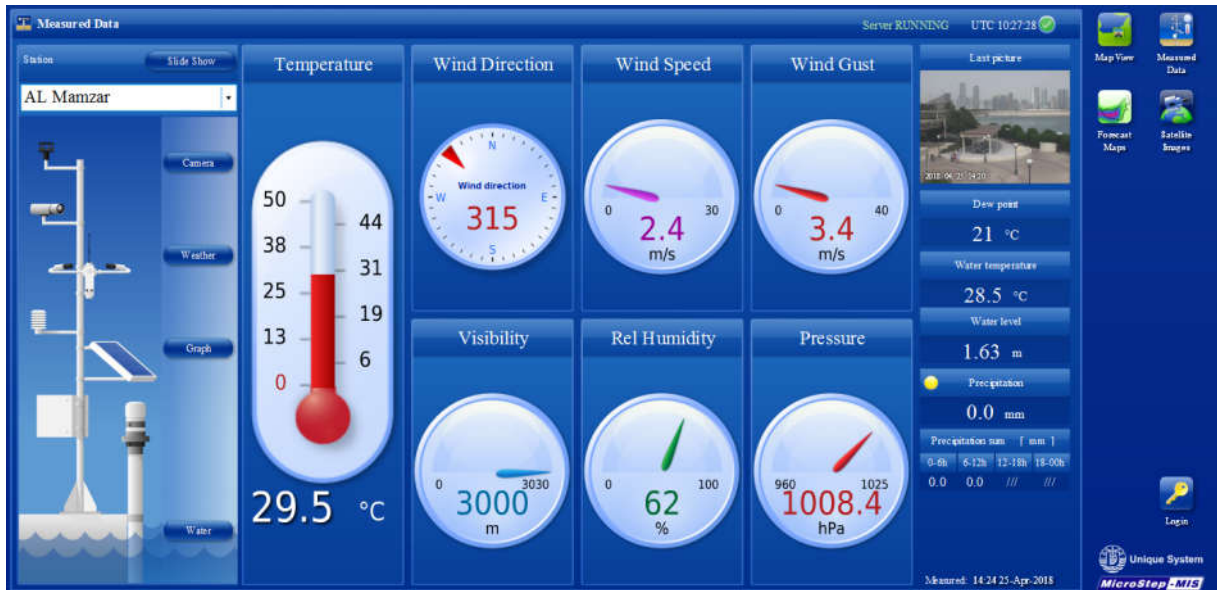 Measured Data
Server RUNNING UTC 10:27:28
Station
Slide Show
AL Mamzar
Camera
Weather
Graph
Water
Temperature
50
44
38
31
25
19
13
6
0
29.5 °C
Wind Direction
N
W E
S
Wind direction
315
Wind Speed
0 30
2.4
m/s
Wind Gust
0 40
3.4
m/s
Visibility
0 3030
3000
m
Rel Humidity
0 100
62
%
Pressure
960 1025
1008.4
hPa
Last picture
Dew point
21 °C
Water temperature
28.5 °C
Water level
1.63 m
Precipitation
0.0 mm
Precipitation sum [ mm ]
0-6h 6-12h 12-18h 18-00h
0.0 0.0 /// ///
Measured: 14:24 25-Apr-2018
Map View
Measured
Data
Forecast
Maps
Satellite
Images
Login
Unique System
MicroStep-MIS